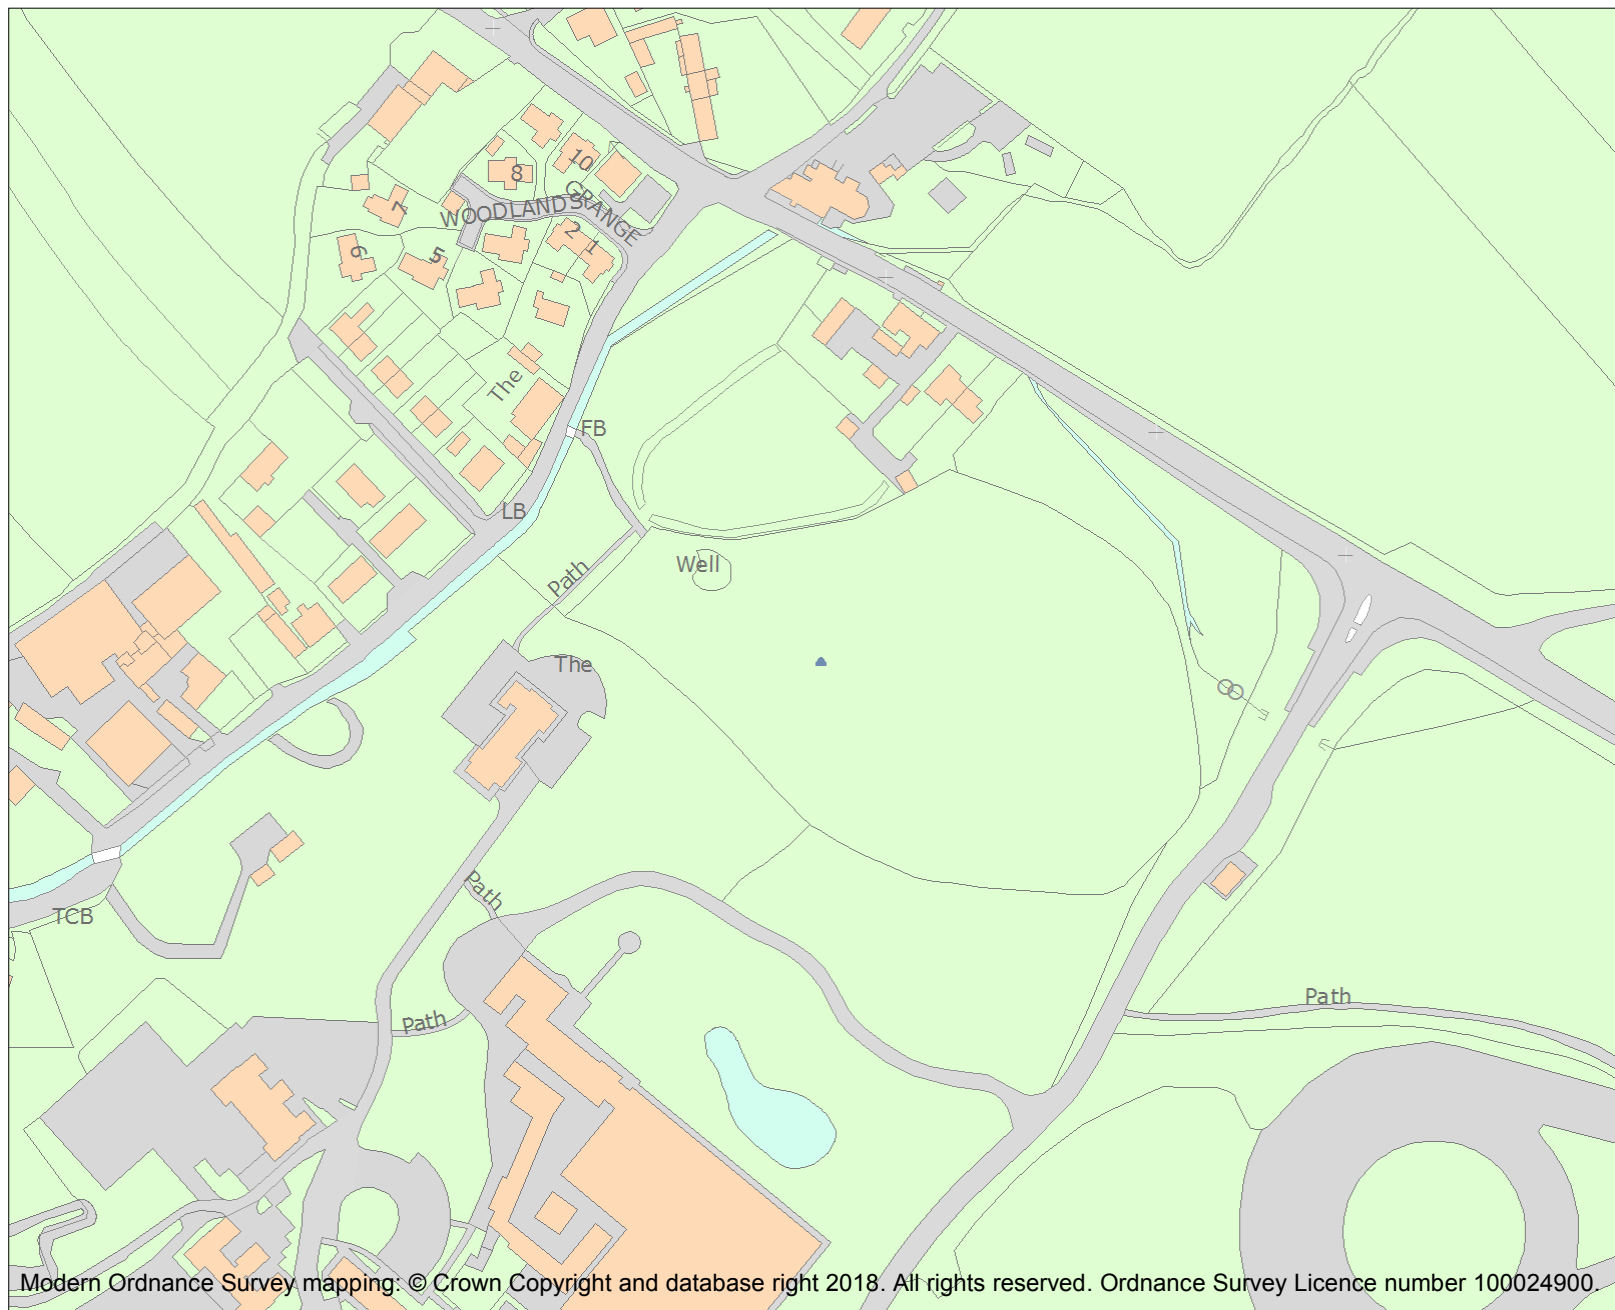 10
8
GRANGE
WOODLANDS
7
2
1
6
5
The
FB
LB
Well
Path
The
Path
TCB
Path
Path
Modern Ordnance Survey mapping: © Crown Copyright and database right 2018. All rights reserved. Ordnance Survey Licence number 100024900.